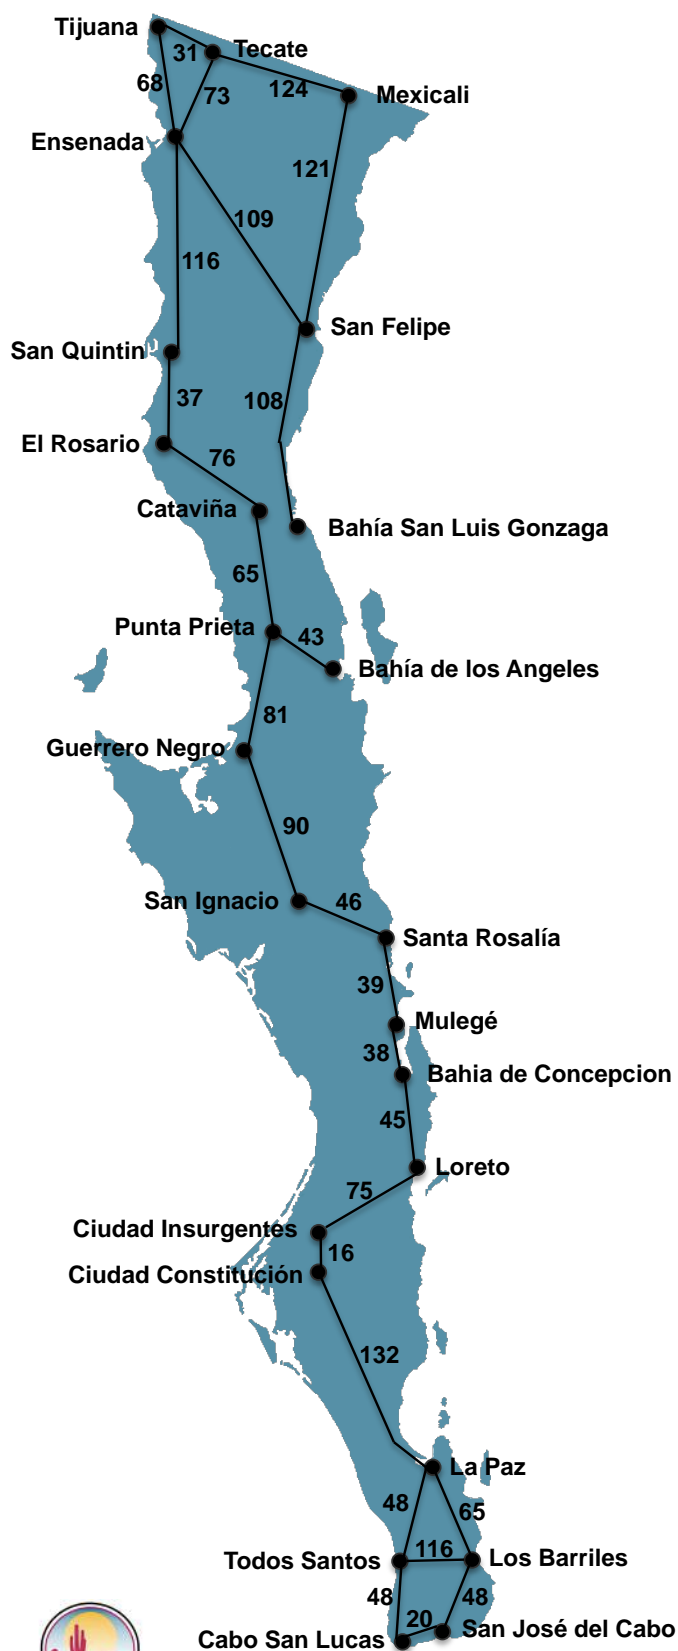 Tijuana
31
Tecate
68
73
124
Mexicali
Ensenada
121
109
116
San Felipe
San Quintin
37
108
El Rosario
76
Cataviña
Bahía San Luis Gonzaga
65
Punta Prieta
43
Bahía de los Angeles
81
Guerrero Negro
90
San Ignacio
46
Santa Rosalía
39
Mulegé
38
Bahia de Concepcion
45
Loreto
75
Ciudad Insurgentes
16
Ciudad Constitución
132
La Paz
48
65
Todos Santos
116
Los Barriles
48
48
20
San José del Cabo
Cabo San Lucas